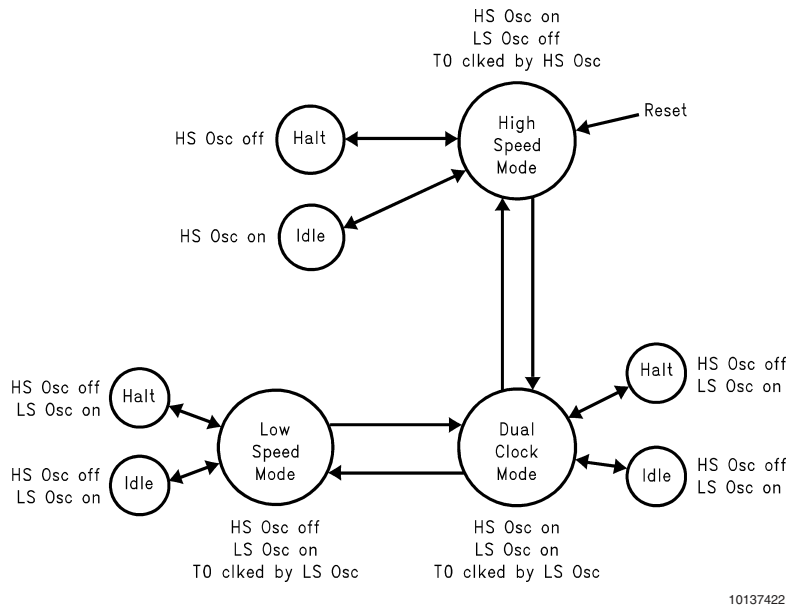 HS Osc on
LS Osc off
T0 clked by HS Osc
High
Speed
Mode
Reset
HS Osc off
Halt
HS Osc on
Idle
HS Osc off
LS Osc on
Halt
HS Osc off
LS Osc on
Idle
Low
Speed
Mode
HS Osc off
LS Osc on
T0 clked by LS Osc
Dual
Clock
Mode
HS Osc on
LS Osc on
T0 clked by LS Osc
Halt
HS Osc off
LS Osc on
Idle
HS Osc off
LS Osc on
10137422